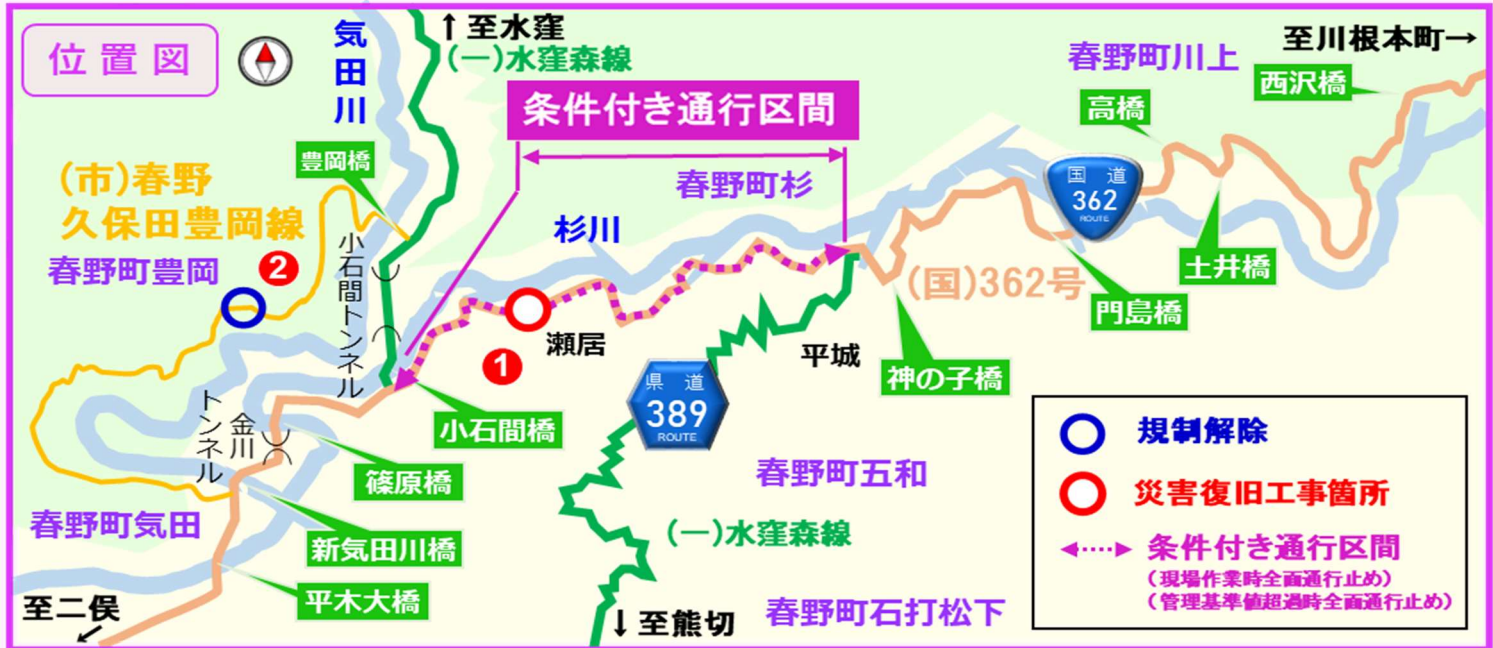 位置図
気田川
↑至水窪
(一)水窪森線
条件付き通行区間
春野町川上
至川根本町→
西沢橋
高橋
国道
362
ROUTE
豊岡橋
(市)春野
久保田豊岡線
春野町豊岡
2
小石間トンネル
春野町杉
杉川
土井橋
(国)362号
門島橋
瀬居
1
平城
神の子橋
県道
389
ROUTE
小石間橋
金川
トンネル
篠原橋
春野町気田
新気田川橋
平木大橋
至二俣
↙
春野町五和
(一)水窪森線
↓至熊切
春野町石打松下
規制解除
災害復旧工事箇所
条件付き通行区間
(現場作業時全面通行止め)
(管理基準値超過時全面通行止め)